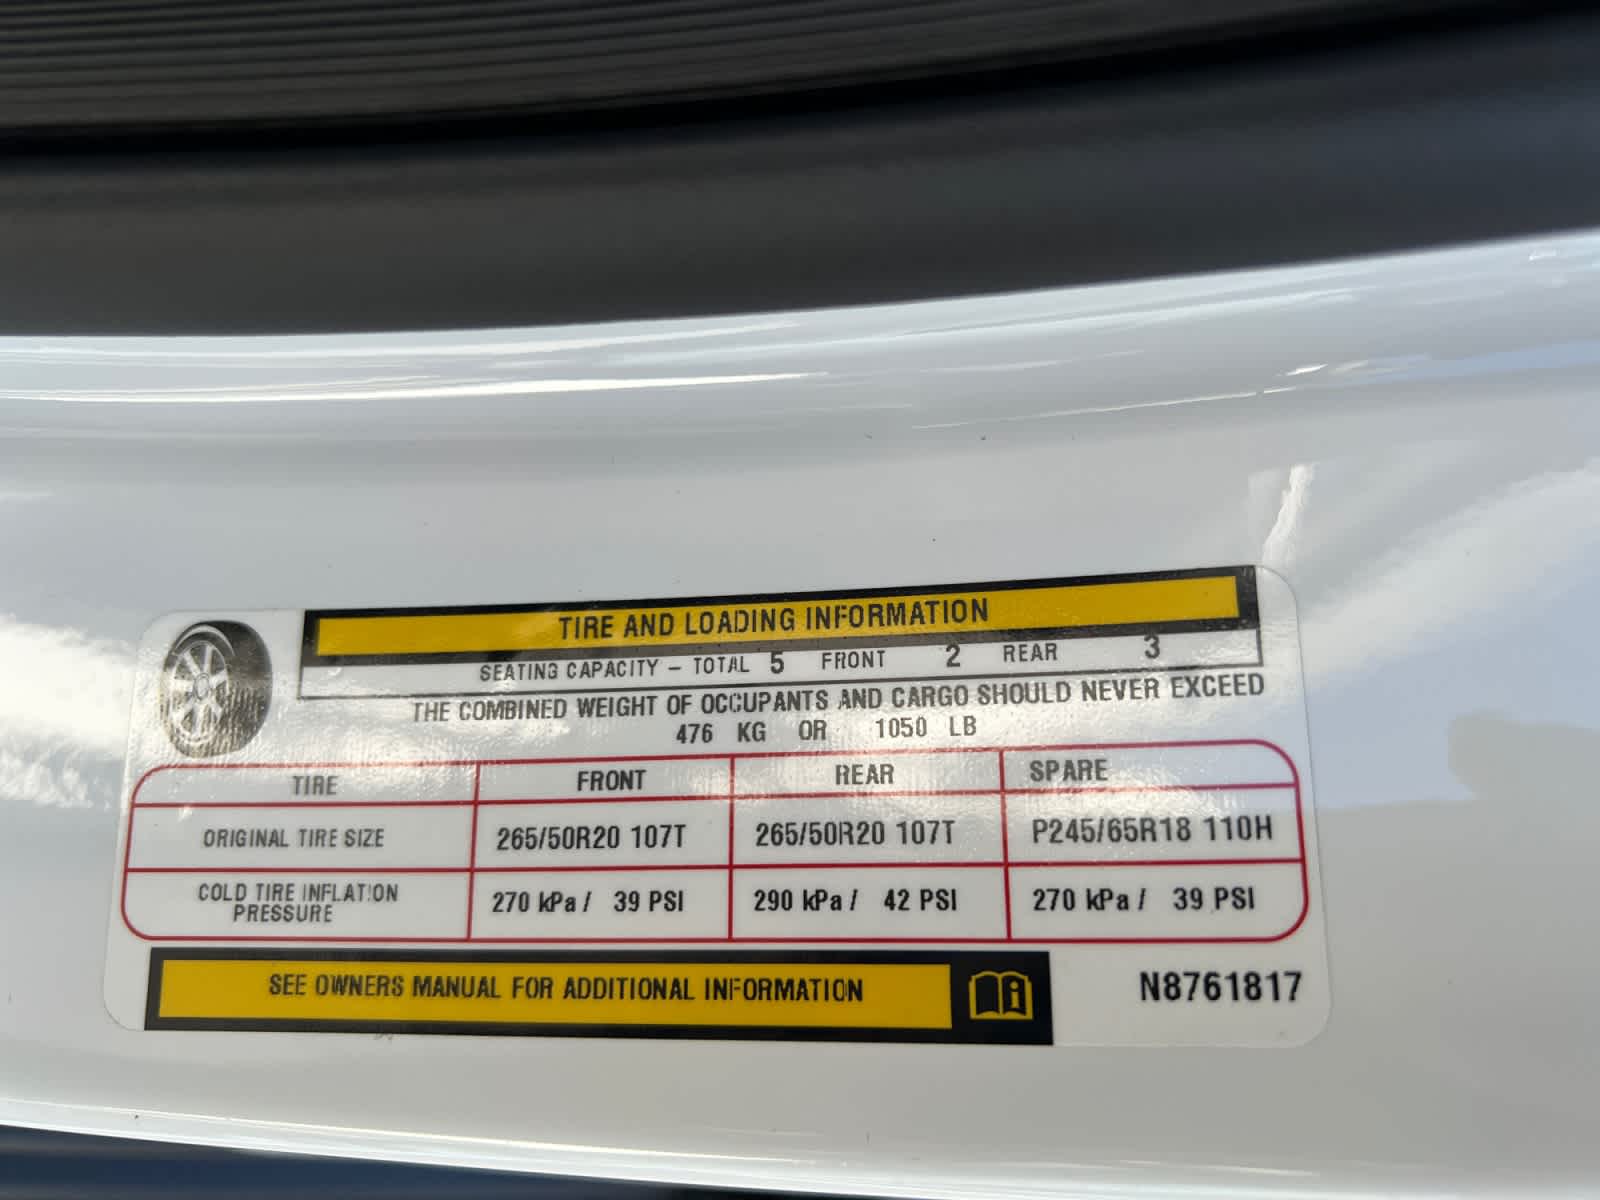 TIRE AND LOADING INFORMATION
SEATING CAPACITY – TOTAL 5 FRONT 2 REAR 3
THE COMBINED WEIGHT OF OCCUPANTS AND CARGO SHOULD NEVER EXCEED
476 KG OR 1050 LB
TIRE FRONT REAR SPARE
ORIGINAL TIRE SIZE 265/50R20 107T 265/50R20 107T P245/65R18 110H
COLD TIRE INFLATION
PRESSURE 270 kPa / 39 PSI 290 kPa / 42 PSI 270 kPa / 39 PSI
SEE OWNERS MANUAL FOR ADDITIONAL INFORMATION
N8761817